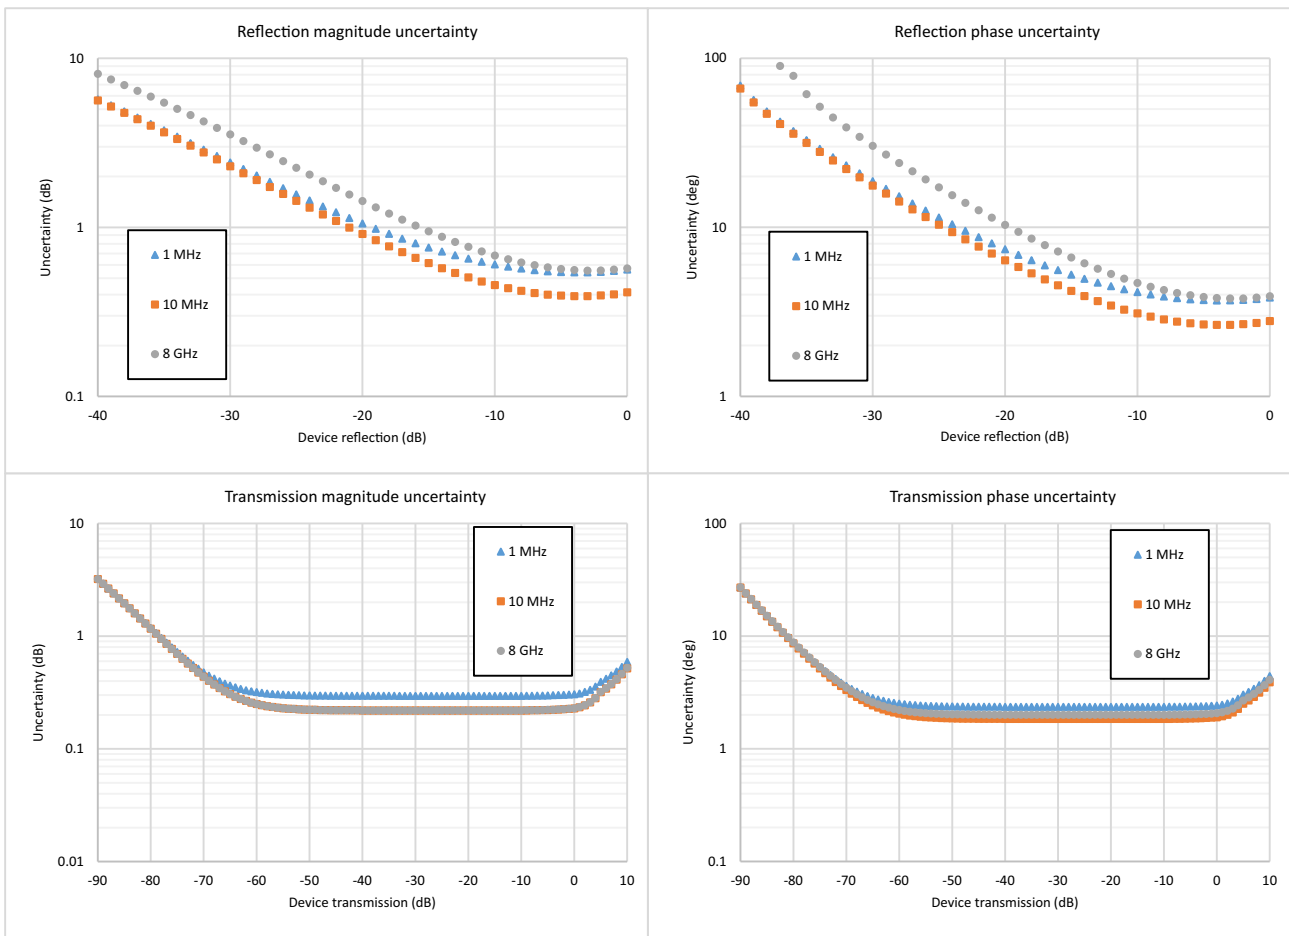 Reflection magnitude uncertainty
10
1
0.1
Uncertainty (dB)
1 MHz
10 MHz
8 GHz
-40 -30 -20 -10 0
Device reflection (dB)
Reflection phase uncertainty
100
10
1
Uncertainty (deg)
1 MHz
10 MHz
8 GHz
-40 -30 -20 -10 0
Device reflection (dB)
Transmission magnitude uncertainty
10
1
0.1
0.01
Uncertainty (dB)
1 MHz
10 MHz
8 GHz
-90 -80 -70 -60 -50 -40 -30 -20 -10 0 10
Device transmission (dB)
Transmission phase uncertainty
100
10
1
0.1
Uncertainty (deg)
1 MHz
10 MHz
8 GHz
-90 -80 -70 -60 -50 -40 -30 -20 -10 0 10
Device transmission (dB)